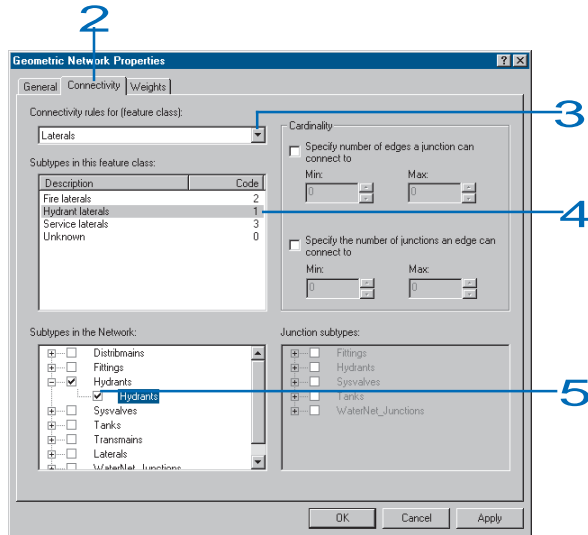 2
Geometric Network Properties
General Connectivity Weights
Connectivity rules for (feature class):
Laterals
3
Subtypes in this feature class:
Description Code
Fire laterals 2
Hydrant laterals 1
Service laterals 3
Unknown 0
4
Cardinality
Specify number of edges a junction can
connect to
Min: Max:
0 0
Specify the number of junctions an edge can
connect to
Min: Max:
0 0
Subtypes in the Network:
Distribmains
Fittings
Hydrants
Hydrants
5
Sysvalves
Tanks
Transmains
Laterals
WaterNet_Junctions
Junction subtypes:
Fittings
Hydrants
Sysvalves
Tanks
WaterNet_Junctions
OK Cancel Apply